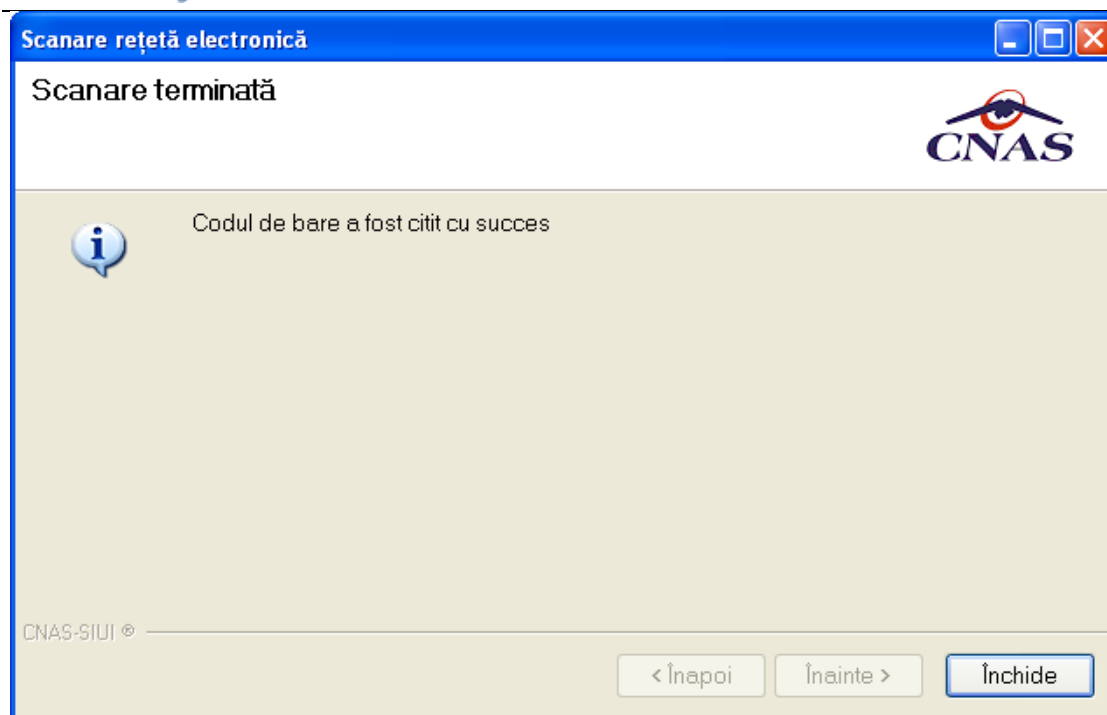 Scanare rețetă electronică
Scanare terminată
CNAS
Codul de bare a fost citit cu succes
CNAS-SIUI ®
< Înapoi
Înainte >
Închide